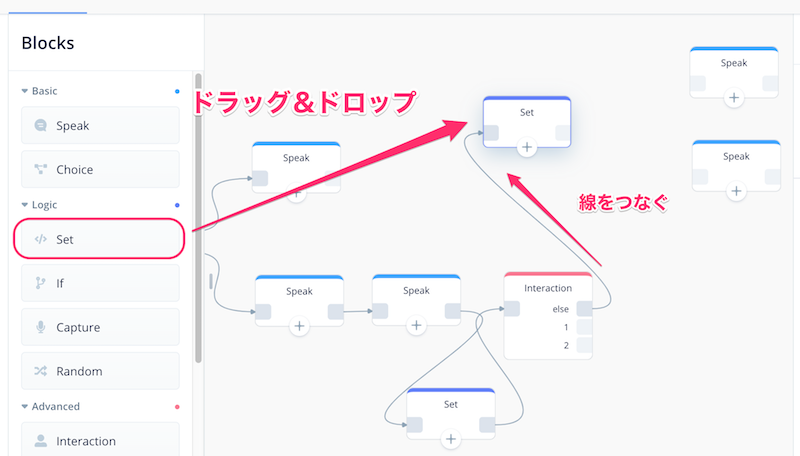 Blocks
Basic
Speak
Choice
Logic
Set
If
Capture
Random
Advanced
Interaction
ドラッグ＆ドロップ
線をつなぐ
Speak
Set
Speak
Speak
Speak
Speak
Interaction
else
1
2
Set